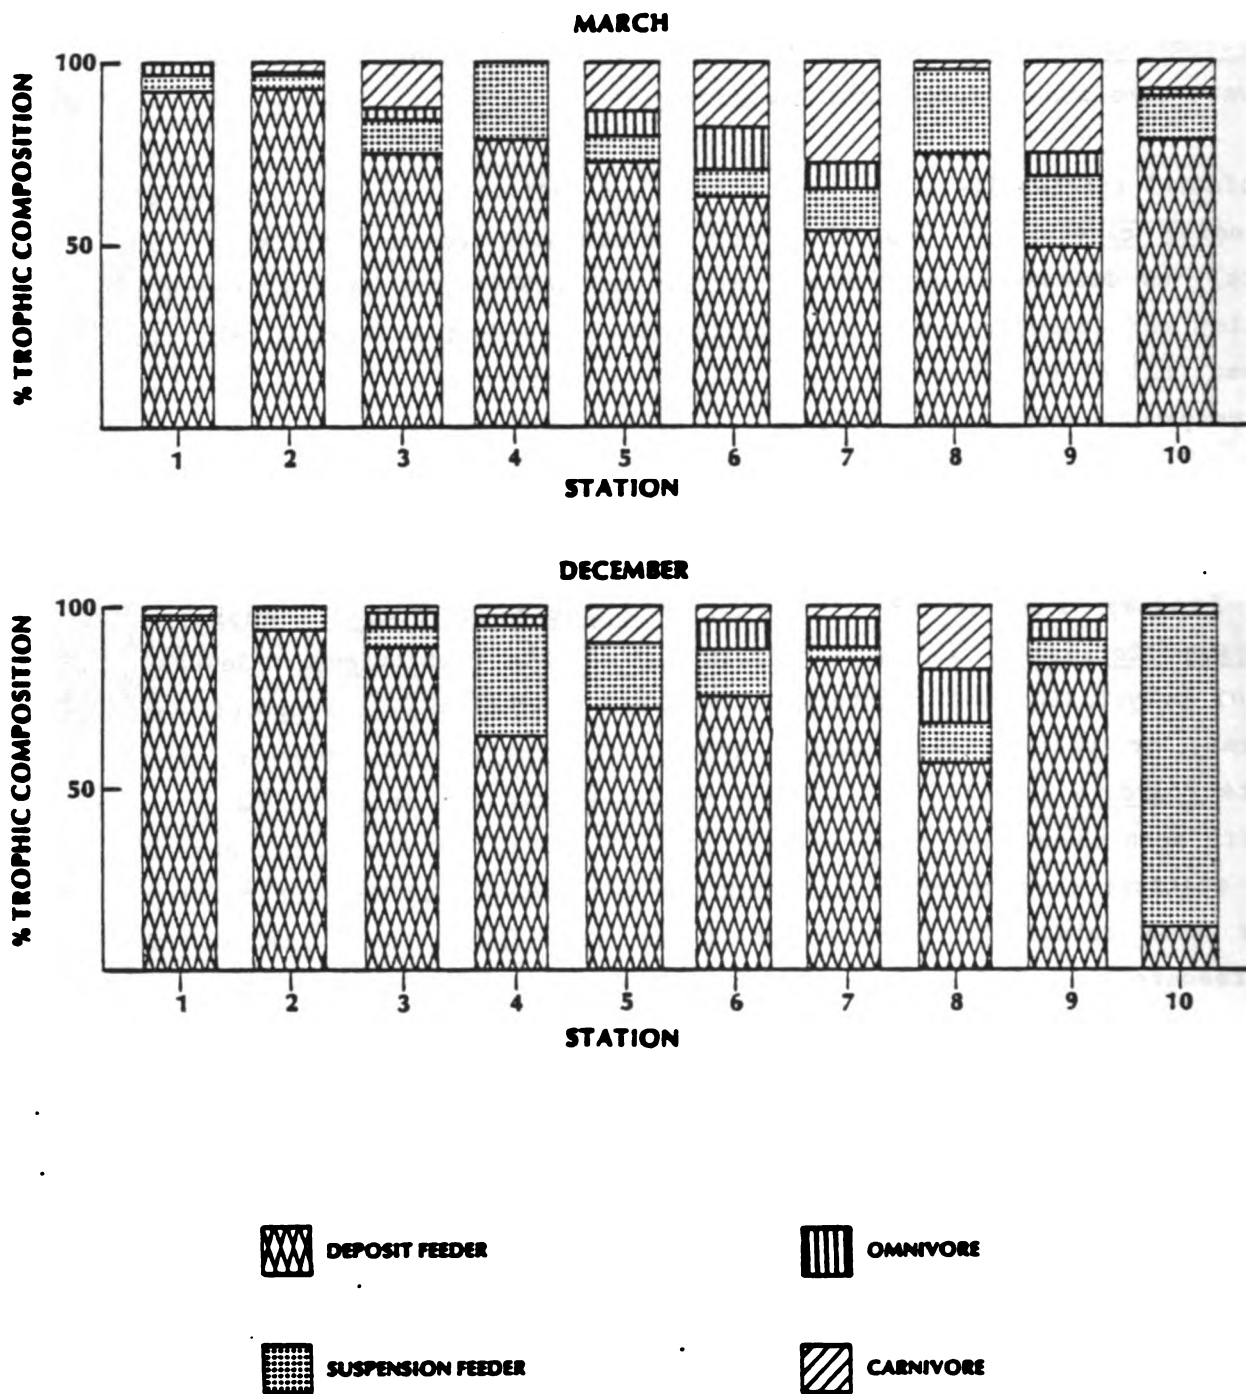 MARCH
% TROPHIC COMPOSITION
100
50
1 2 3 4 5 6 7 8 9 10
STATION
DECEMBER
% TROPHIC COMPOSITION
100
50
1 2 3 4 5 6 7 8 9 10
STATION
DEPOSIT FEEDER
OMNIVORE
SUSPENSION FEEDER
CARNIVORE